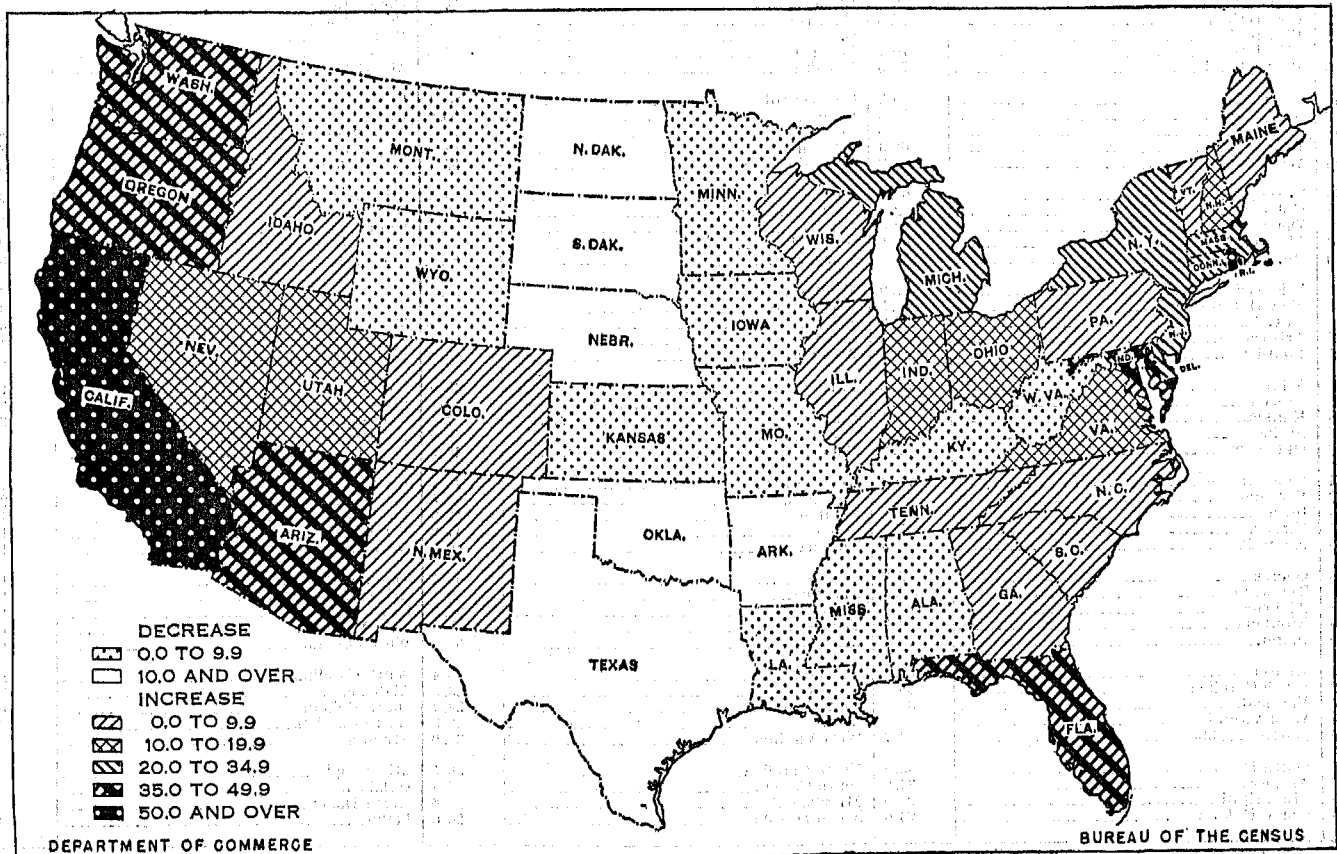 WASH.
OREGON
CALIF.
NEV.
IDAHO.
MONT.
WYO.
UTAH.
ARIZ.
COLO.
N. MEX.
N. DAK.
S. DAK.
NEBR.
KANSAS
OKLA.
TEXAS
MINN.
IOWA
MO.
ARK.
LA.
WIS.
ILL.
MICH.
IND.
OHIO
KY.
TENN.
MISS.
ALA.
GA.
FLA.
S.C.
N.C.
VA.
W. VA.
MD.
DEL.
PA.
N.J.
N.Y.
CONN.
R.I.
MASS.
VT.
N.H.
MAINE
DECREASE
0.0 TO 9.9
10.0 AND OVER
INCREASE
0.0 TO 9.9
10.0 TO 19.9
20.0 TO 34.9
35.0 TO 49.9
50.0 AND OVER
DEPARTMENT OF COMMERCE
BUREAU OF THE CENSUS